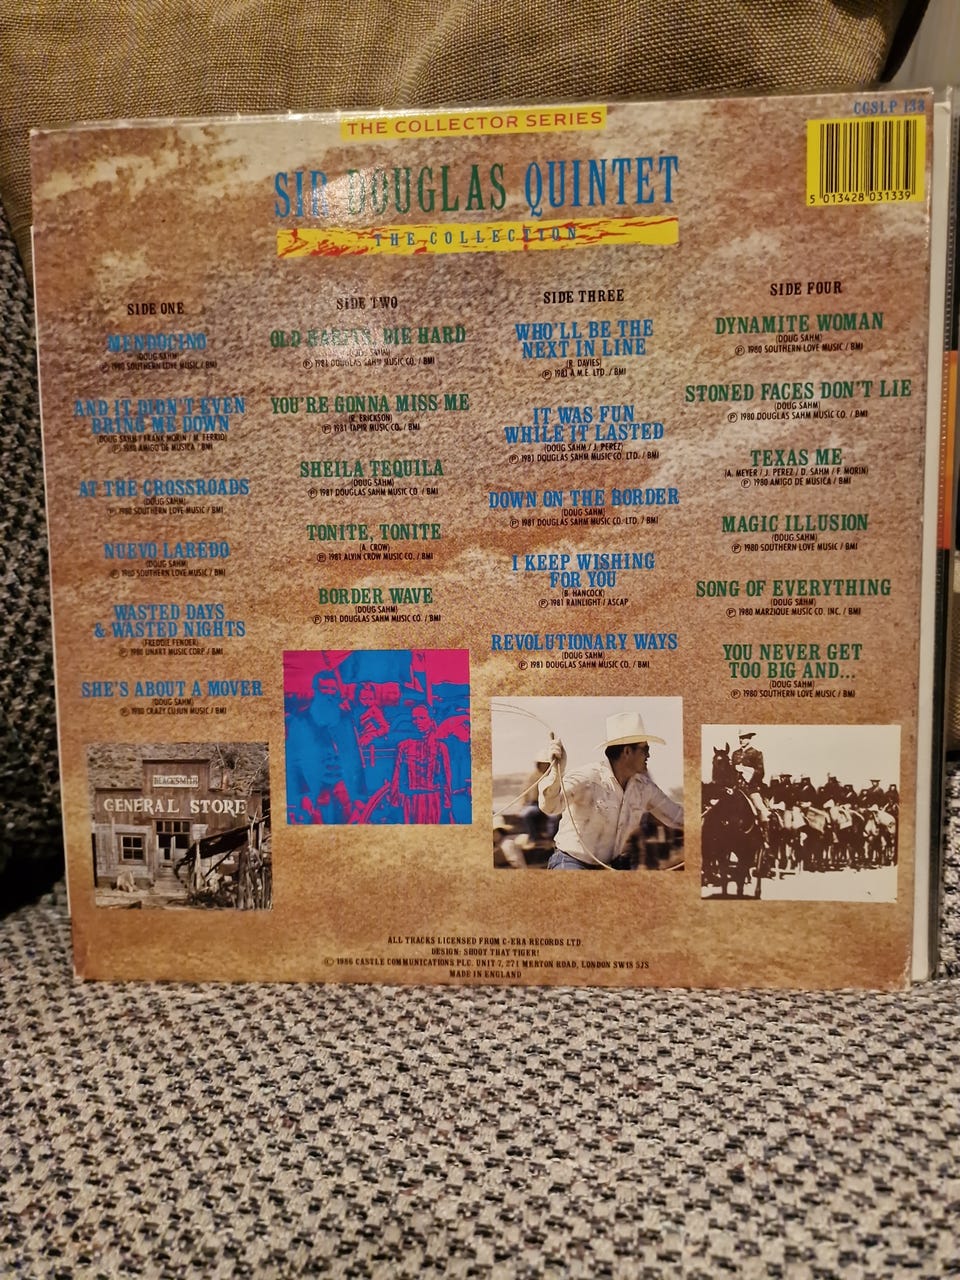 CCSLP 133
THE COLLECTOR SERIES
5 013428 031339
SIR DOUGLAS QUINTET
THE COLLECTION
SIDE ONE
MENDOCINO
(DOUG SAHM)
Ⓟ 1980 SOUTHERN LOVE MUSIC / BMI
AND IT DIDN'T EVEN
BRING ME DOWN
(DOUG SAHM / FRANK MORIN / M. FERRIO)
Ⓟ 1980 AMIGO DE MUSICA / BMI
AT THE CROSSROADS
(DOUG SAHM)
Ⓟ 1980 SOUTHERN LOVE MUSIC / BMI
NUEVO LAREDO
(DOUG SAHM)
Ⓟ 1980 SOUTHERN LOVE MUSIC / BMI
WASTED DAYS
& WASTED NIGHTS
(FREDDIE FENDER)
Ⓟ 1980 UNART MUSIC CORP / BMI
SHE'S ABOUT A MOVER
(DOUG SAHM)
Ⓟ 1980 CRAZY CUJUN MUSIC / BMI
SIDE TWO
OLD HABITS, DIE HARD
(DOUG SAHM)
Ⓟ 1981 DOUGLAS SAHM MUSIC CO. / BMI
YOU'RE GONNA MISS ME
(R. ERICKSON)
Ⓟ 1981 TAPIR MUSIC CO. / BMI
SHEILA TEQUILA
(DOUG SAHM)
Ⓟ 1981 DOUGLAS SAHM MUSIC CO. / BMI
TONITE, TONITE
(A. CROW)
Ⓟ 1981 ALVIN CROW MUSIC CO. / BMI
BORDER WAVE
(DOUG SAHM)
Ⓟ 1981 DOUGLAS SAHM MUSIC CO. / BMI
SIDE THREE
WHO'LL BE THE
NEXT IN LINE
(R. DAVIES)
Ⓟ 1981 A.M.E. LTD. / BMI
IT WAS FUN
WHILE IT LASTED
(DOUG SAHM / J. PEREZ)
Ⓟ 1981 DOUGLAS SAHM MUSIC CO. LTD. / BMI
DOWN ON THE BORDER
(DOUG SAHM)
Ⓟ 1981 DOUGLAS SAHM MUSIC CO. LTD. / BMI
I KEEP WISHING
FOR YOU
(B. HANCOCK)
Ⓟ 1981 RAINLIGHT / ASCAP
REVOLUTIONARY WAYS
(DOUG SAHM)
Ⓟ 1981 DOUGLAS SAHM MUSIC CO. LTD. / BMI
SIDE FOUR
DYNAMITE WOMAN
(DOUG SAHM)
Ⓟ 1980 SOUTHERN LOVE MUSIC / BMI
STONED FACES DON'T LIE
(DOUG SAHM)
Ⓟ 1980 DOUGLAS SAHM MUSIC CO. / BMI
TEXAS ME
(A. MEYER / J. PEREZ / D. SAHM / F. MORIN)
Ⓟ 1980 AMIGO DE MUSICA / BMI
MAGIC ILLUSION
(DOUG SAHM)
Ⓟ 1980 SOUTHERN LOVE MUSIC / BMI
SONG OF EVERYTHING
(DOUG SAHM)
Ⓟ 1980 MARZIQUE MUSIC CO. INC. / BMI
YOU NEVER GET
TOO BIG AND...
(DOUG SAHM)
Ⓟ 1980 SOUTHERN LOVE MUSIC / BMI
BLACKSMITH
GENERAL STORE
ALL TRACKS LICENSED FROM C-ERA RECORDS LTD.
DESIGN: SHOOT THAT TIGER!
© 1986 CASTLE COMMUNICATIONS PLC. UNIT 7, 271 MERTON ROAD, LONDON SW18 5JS
MADE IN ENGLAND